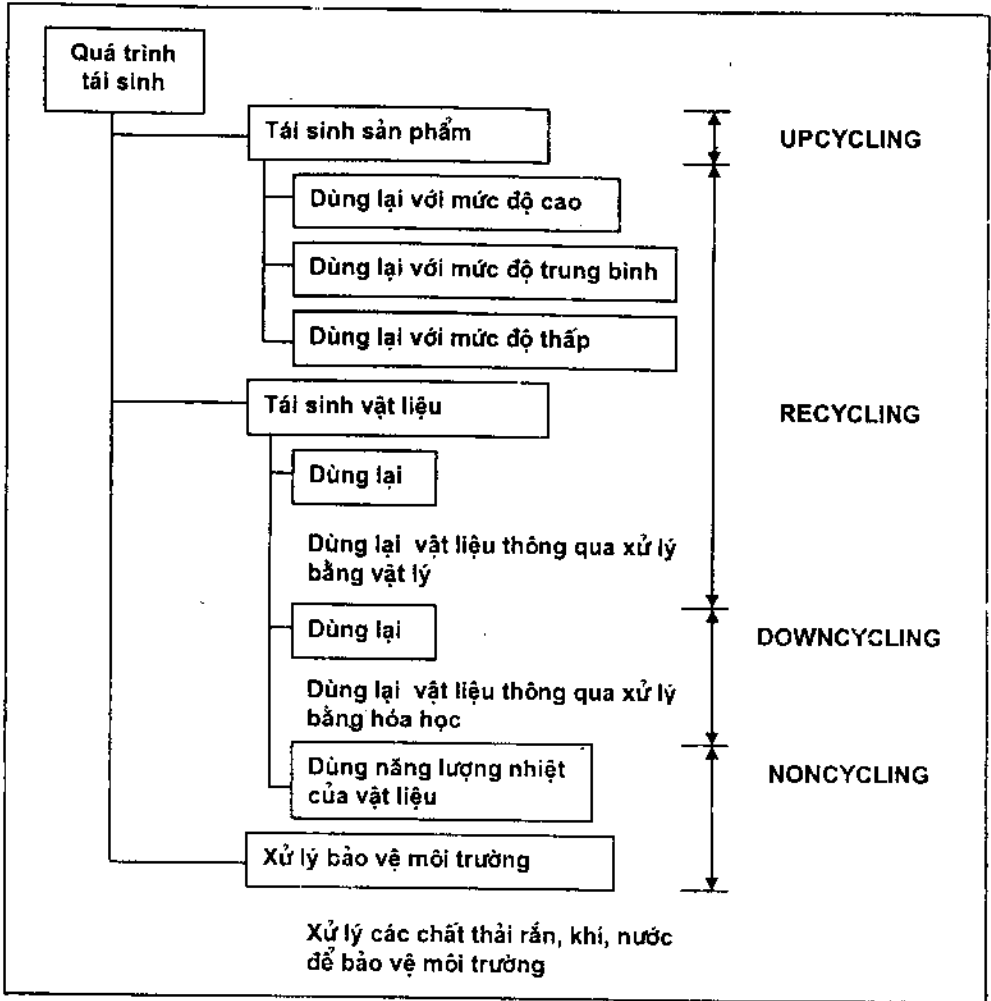 Quá trình
tái sinh
Tái sinh sản phẩm
UPCYCLING
Dùng lại với mức độ cao
Dùng lại với mức độ trung bình
Dùng lại với mức độ thấp
Tái sinh vật liệu
RECYCLING
Dùng lại
Dùng lại vật liệu thông qua xử lý
bằng vật lý
Dùng lại
DOWNCYCLING
Dùng lại vật liệu thông qua xử lý
bằng hóa học
Dùng năng lượng nhiệt
của vật liệu
NONCYCLING
Xử lý bảo vệ môi trường
Xử lý các chất thải rắn, khí, nước
để bảo vệ môi trường